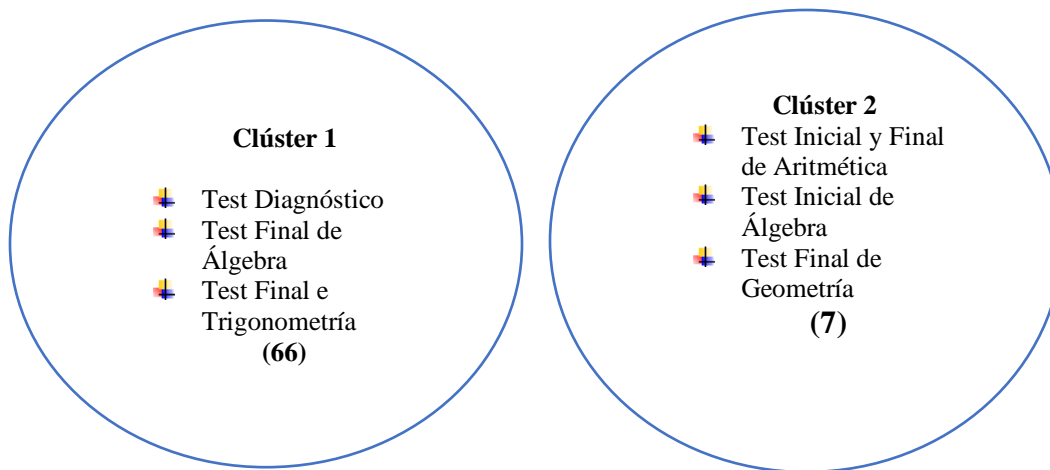 Clúster 1
Test Diagnóstico
Test Final de
Álgebra
Test Final e
Trigonometría
(66)
Clúster 2
Test Inicial y Final
de Aritmética
Test Inicial de
Álgebra
Test Final de
Geometría
(7)